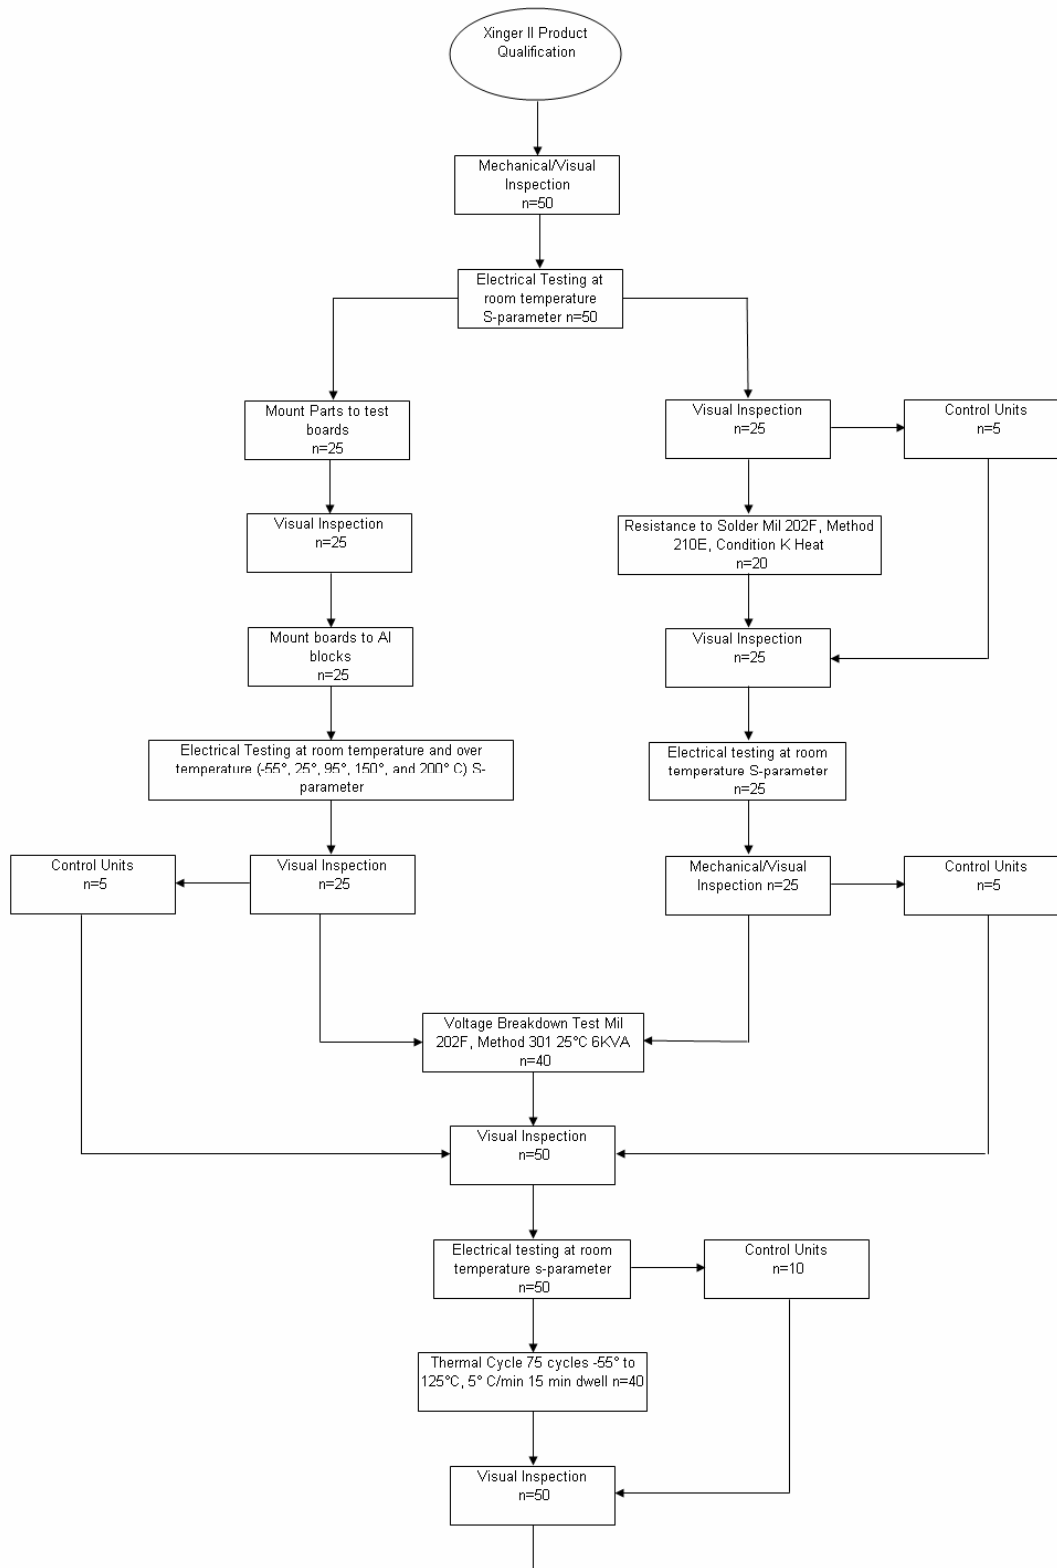 Xinger II Product
Qualification
Mechanical/Visual
Inspection
n=50
Electrical Testing at
room temperature
S-parameter n=50
Mount Parts to test
boards
n=25
Visual Inspection
n=25
Control Units
n=5
Visual Inspection
n=25
Resistance to Solder Mil 202F, Method
210E, Condition K Heat
n=20
Mount boards to Al
blocks
n=25
Visual Inspection
n=25
Electrical Testing at room temperature and over
temperature (-55°, 25°, 95°, 150°, and 200° C) S-
parameter
Electrical testing at room
temperature S-parameter
n=25
Control Units
n=5
Visual Inspection
n=25
Mechanical/Visual
Inspection n=25
Control Units
n=5
Voltage Breakdown Test Mil
202F, Method 301 25°C 6KVA
n=40
Visual Inspection
n=50
Electrical testing at room
temperature s-parameter
n=50
Control Units
n=10
Thermal Cycle 75 cycles -55° to
125°C, 5° C/min 15 min dwell n=40
Visual Inspection
n=50